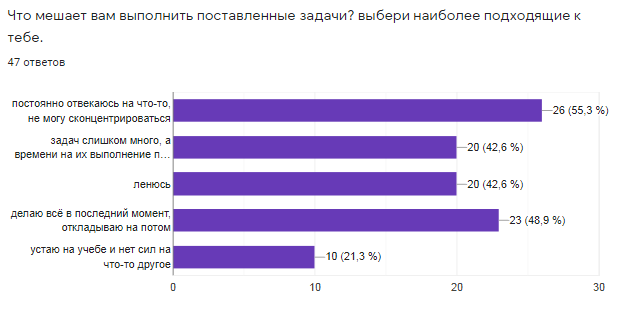 Что мешает вам выполнить поставленные задачи? выбери наиболее подходящие к
тебе.
47 ответов
постоянно отвекаюсь на что-то,
не могу сконцентрироваться
26 (55,3 %)
задач слишком много, а
времени на их выполнение п…
20 (42,6 %)
ленюсь
20 (42,6 %)
делаю всё в последний момент,
откладываю на потом
23 (48,9 %)
устаю на учебе и нет сил на
что-то другое
10 (21,3 %)
0
10
20
30